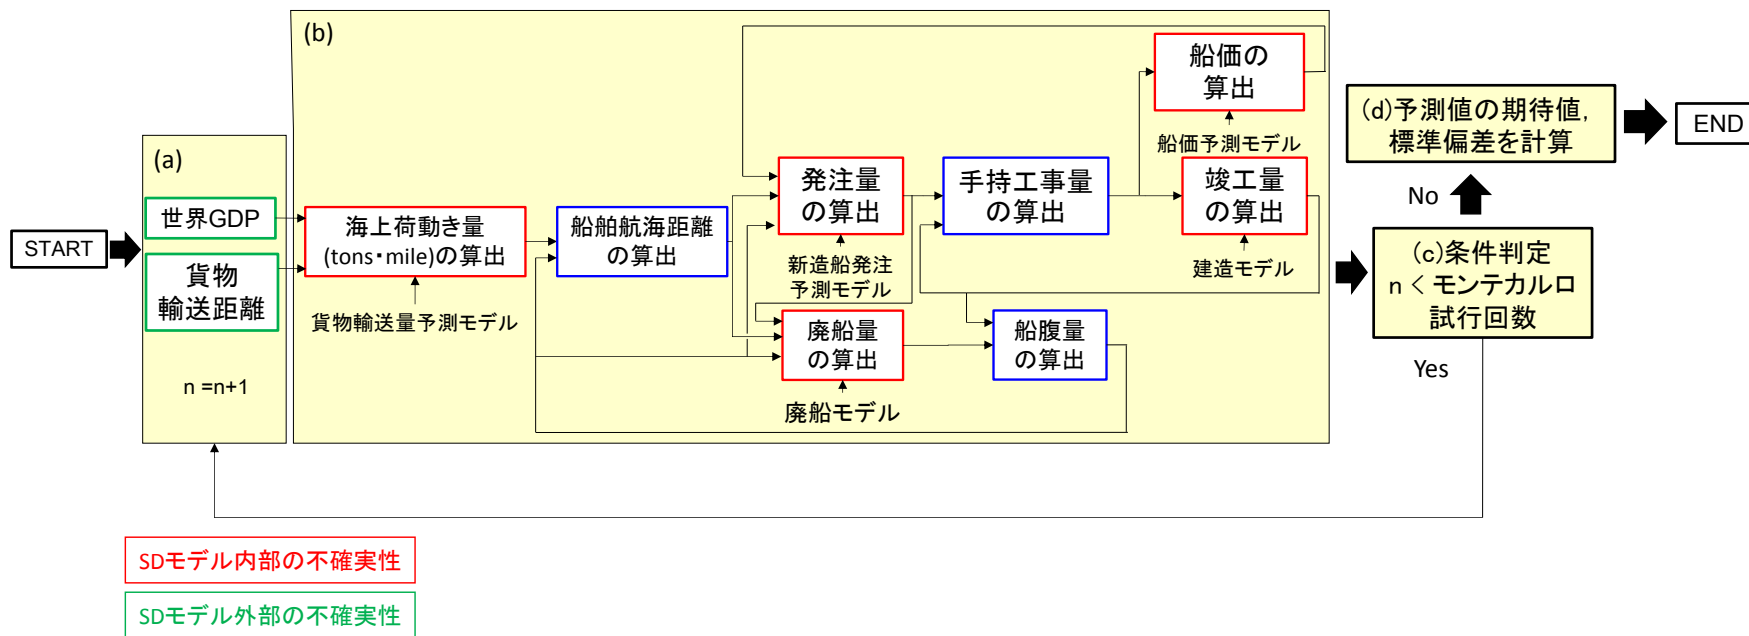 START
(a)
世界GDP
貨物
輸送距離
n =n+1
(b)
海上荷動き量
(tons・mile)の算出
貨物輸送量予測モデル
船舶航海距離
の算出
発注量
の算出
新造船発注
予測モデル
廃船量
の算出
廃船モデル
手持工事量
の算出
船腹量
の算出
船価の
算出
船価予測モデル
竣工量
の算出
建造モデル
(c)条件判定
n < モンテカルロ
試行回数
Yes
No
(d)予測値の期待値,
標準偏差を計算
END
SDモデル内部の不確実性
SDモデル外部の不確実性